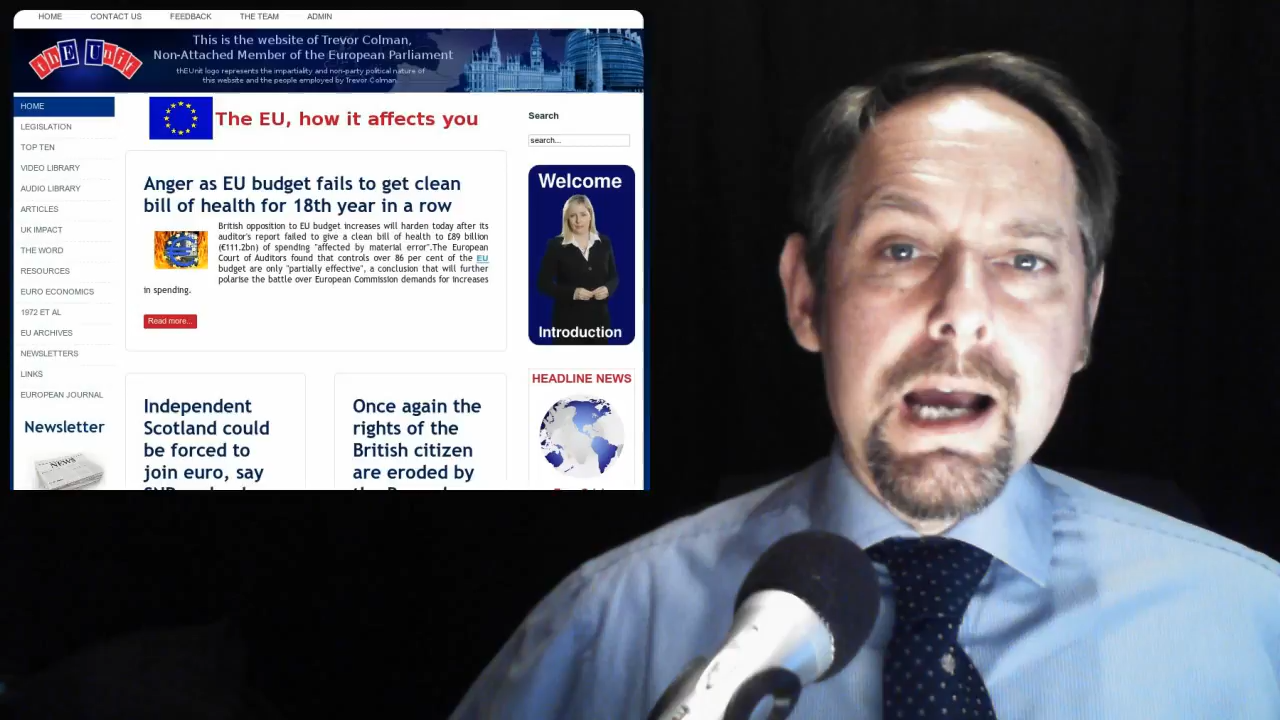 HOME CONTACT US FEEDBACK THE TEAM ADMIN
thE Unit
This is the website of Trevor Colman,
Non-Attached Member of the European Parliament
thEUnit logo represents the impartiality and non-party political nature of
this website and the people employed by Trevor Colman.
HOME
LEGISLATION
TOP TEN
VIDEO LIBRARY
AUDIO LIBRARY
ARTICLES
UK IMPACT
THE WORD
RESOURCES
EURO ECONOMICS
1972 ET AL
EU ARCHIVES
NEWSLETTERS
LINKS
EUROPEAN JOURNAL
Newsletter
NEWS
The EU, how it affects you
Anger as EU budget fails to get clean
bill of health for 18th year in a row
British opposition to EU budget increases will harden today after its
auditor's report failed to give a clean bill of health to £89 billion
(€111.2bn) of spending "affected by material error".The European
Court of Auditors found that controls over 86 per cent of the EU
budget are only "partially effective", a conclusion that will further
polarise the battle over European Commission demands for increases
in spending.
Read more...
Independent
Scotland could
be forced to
join euro, say
Once again the
rights of the
British citizen
are eroded by
Search
search...
Welcome
Introduction
HEADLINE NEWS